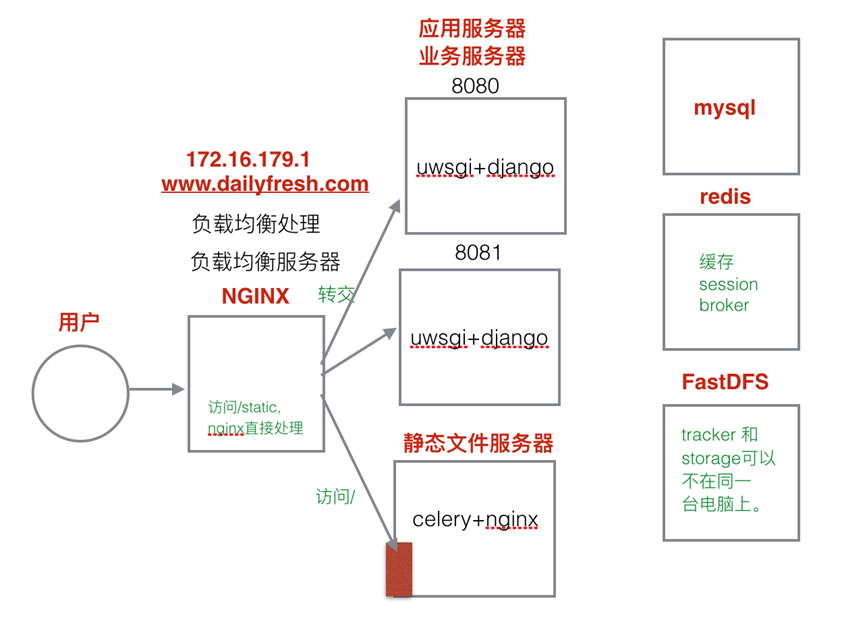 应用服务器
业务服务器
8080
uwsgi+django
172.16.179.1
www.dailyfresh.com
负载均衡处理
负载均衡服务器
NGINX
转交
8081
uwsgi+django
用户
访问/static,
nginx直接处理
访问/
静态文件服务器
celery+nginx
mysql
redis
缓存
session
broker
FastDFS
tracker 和
storage可以
不在同一
台电脑上。